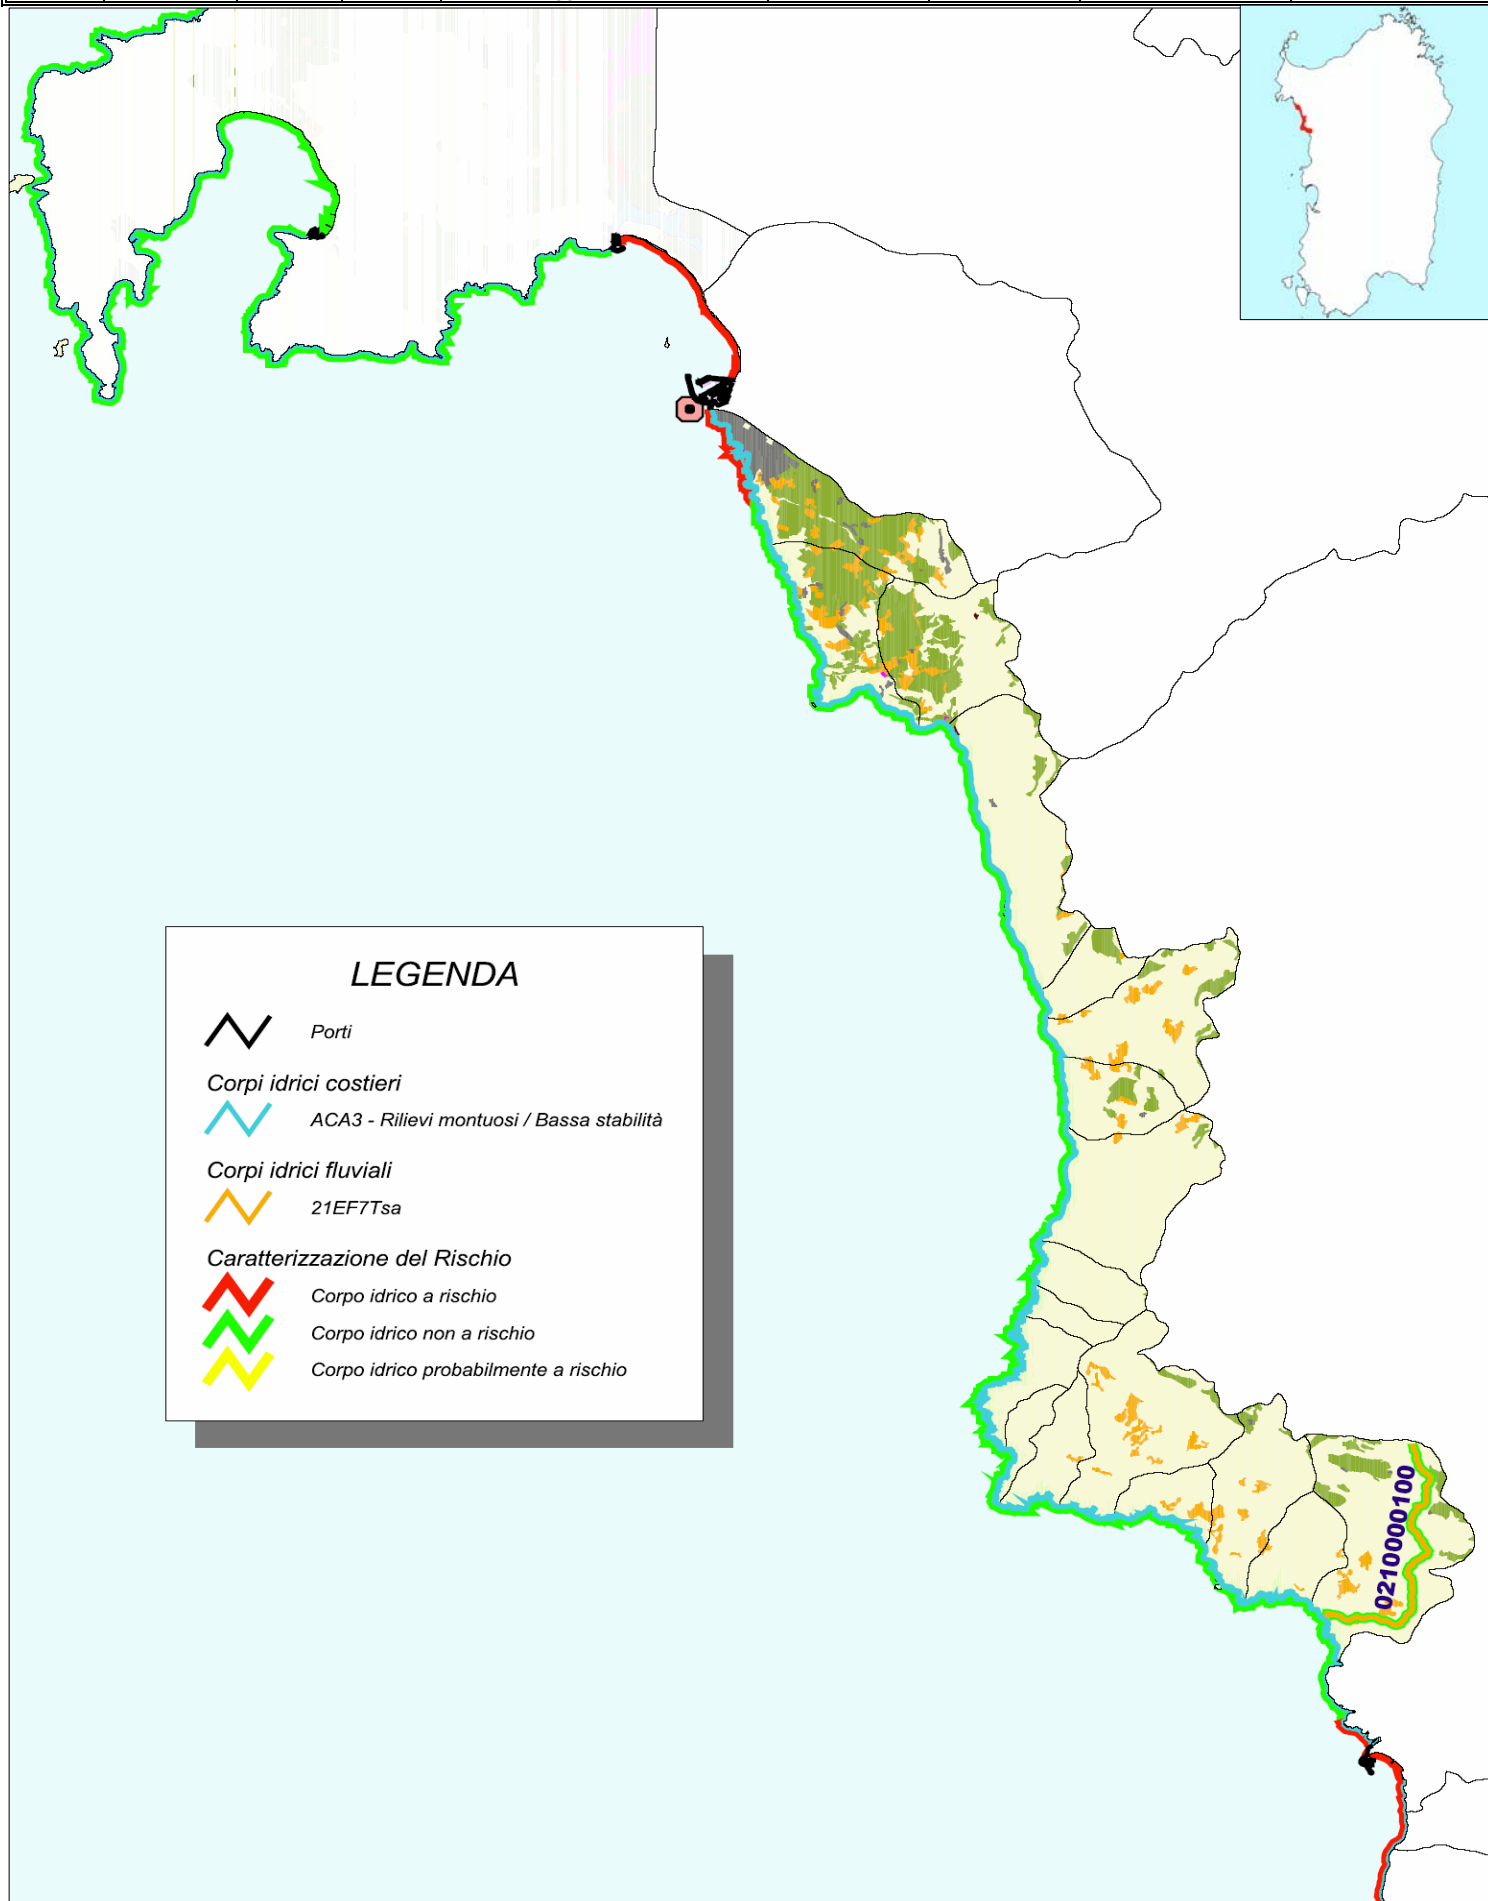 LEGENDA
Porti
Corpi idrici costieri
ACA3 - Rilievi montuosi / Bassa stabilità
Corpi idrici fluviali
21EF7Tsa
Caratterizzazione del Rischio
Corpo idrico a rischio
Corpo idrico non a rischio
Corpo idrico probabilmente a rischio
0210000100